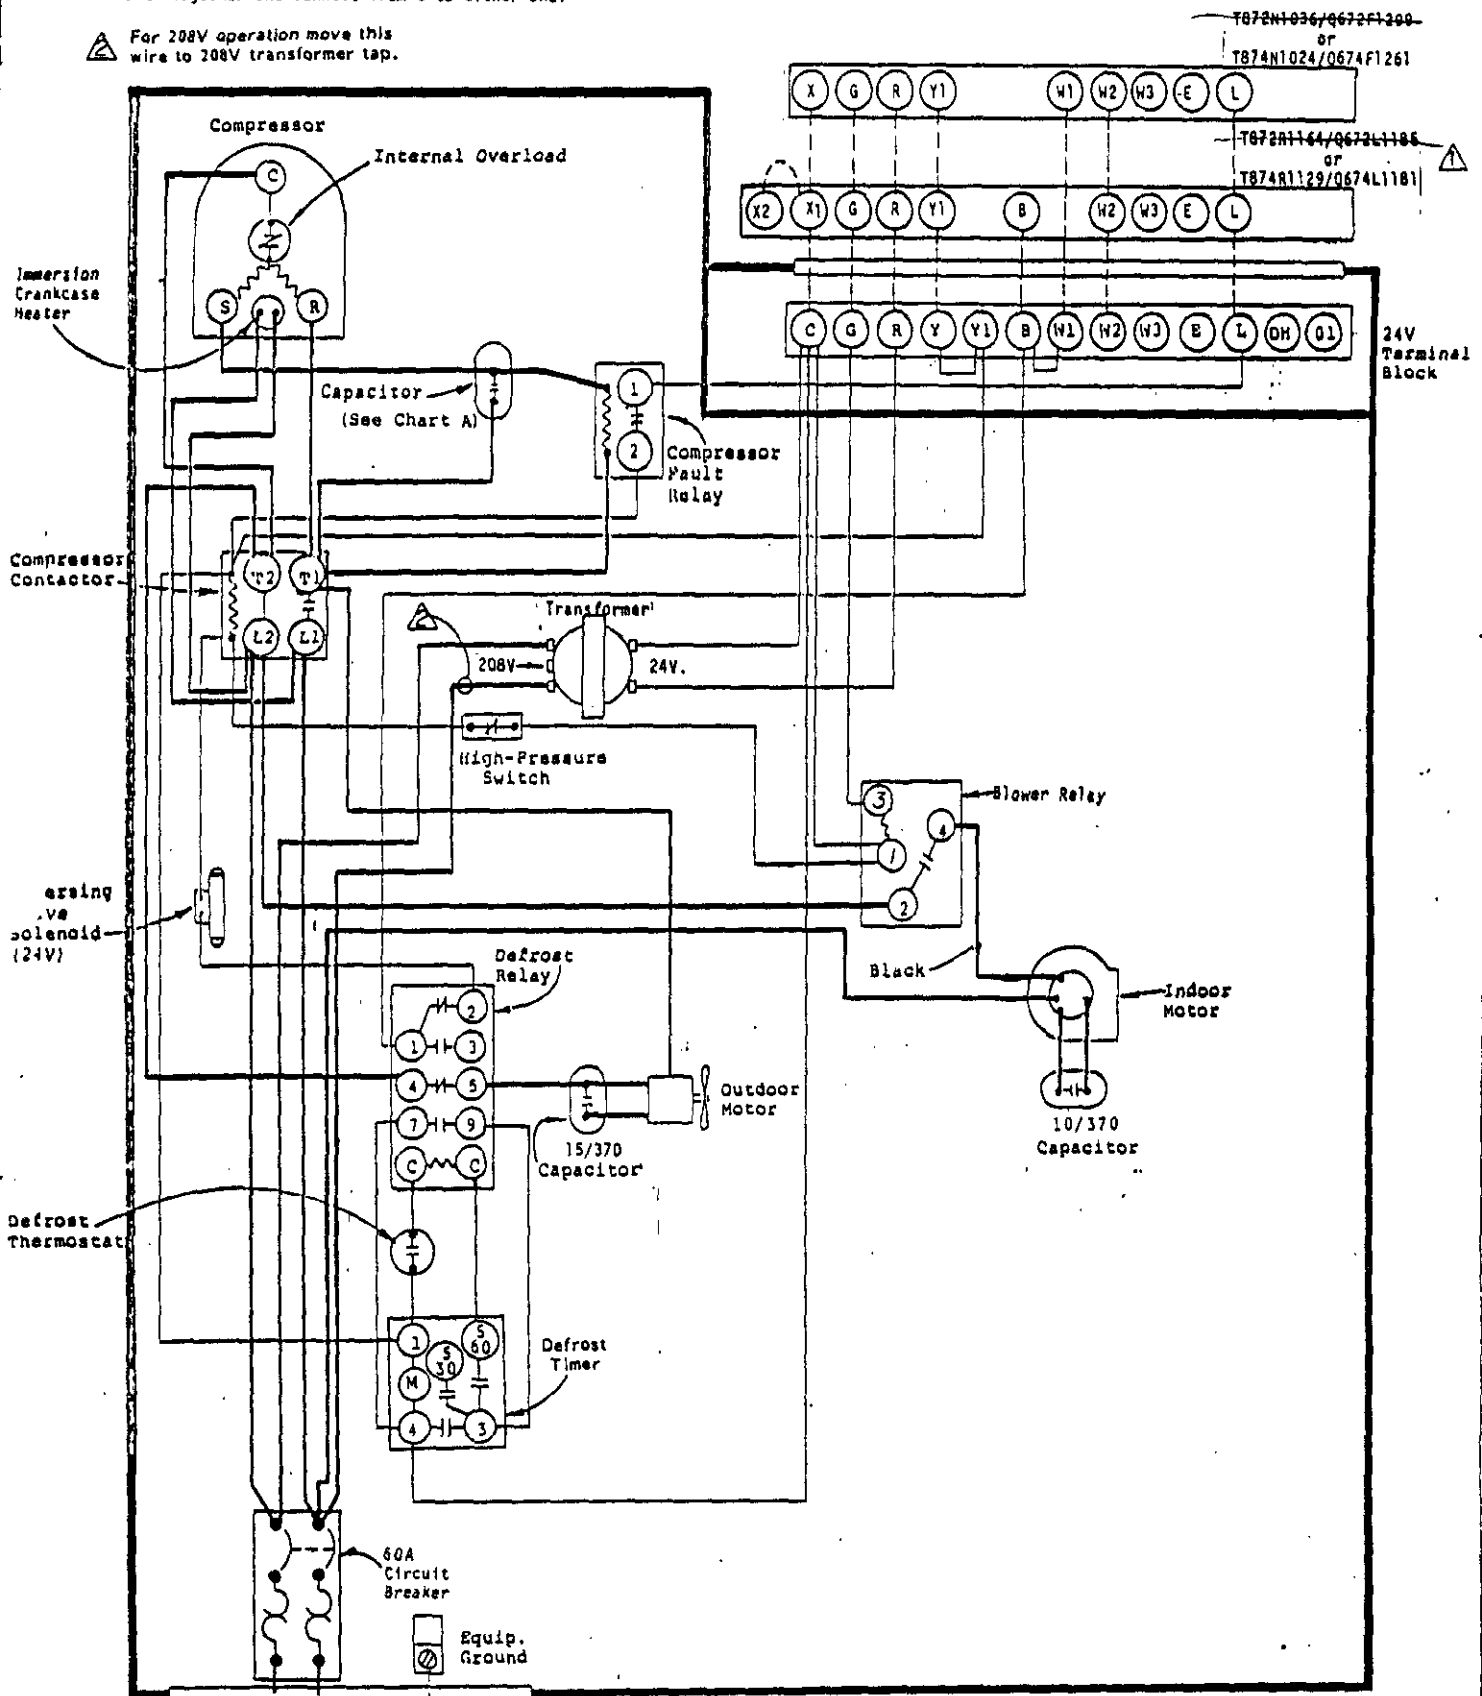 For 208V operation move this
wire to 208V transformer tap.
2
T872N1036/Q672F1200
or
T874N1024/Q674F1261
X G R Y1 W1 W2 W3 E L
T872R1164/Q672L1186
or
T874R1129/Q674L1181
1
X2 X1 G R Y1 B W2 W3 E L
C G R Y Y1 B W1 W2 W3 E L DH O1
24V
Terminal
Block
Compressor
Internal Overload
C
S R
Immersion
Crankcase
Heater
Capacitor
(See Chart A)
1
2
Compressor
Fault
Relay
Compressor
Contactor
T2 T1
L2 L1
2
Transformer
208V
24V.
High-Pressure
Switch
Blower Relay
3
4
1
2
ersing
.ve
Solenoid
(24V)
Defrost
Relay
2
1 3
4 5
7 9
C C
Black
Indoor
Motor
10/370
Capacitor
Outdoor
Motor
15/370
Capacitor
Defrost
Thermostat
1 S 60
S 30
M
4 3
Defrost
Timer
60A
Circuit
Breaker
Equip.
Ground